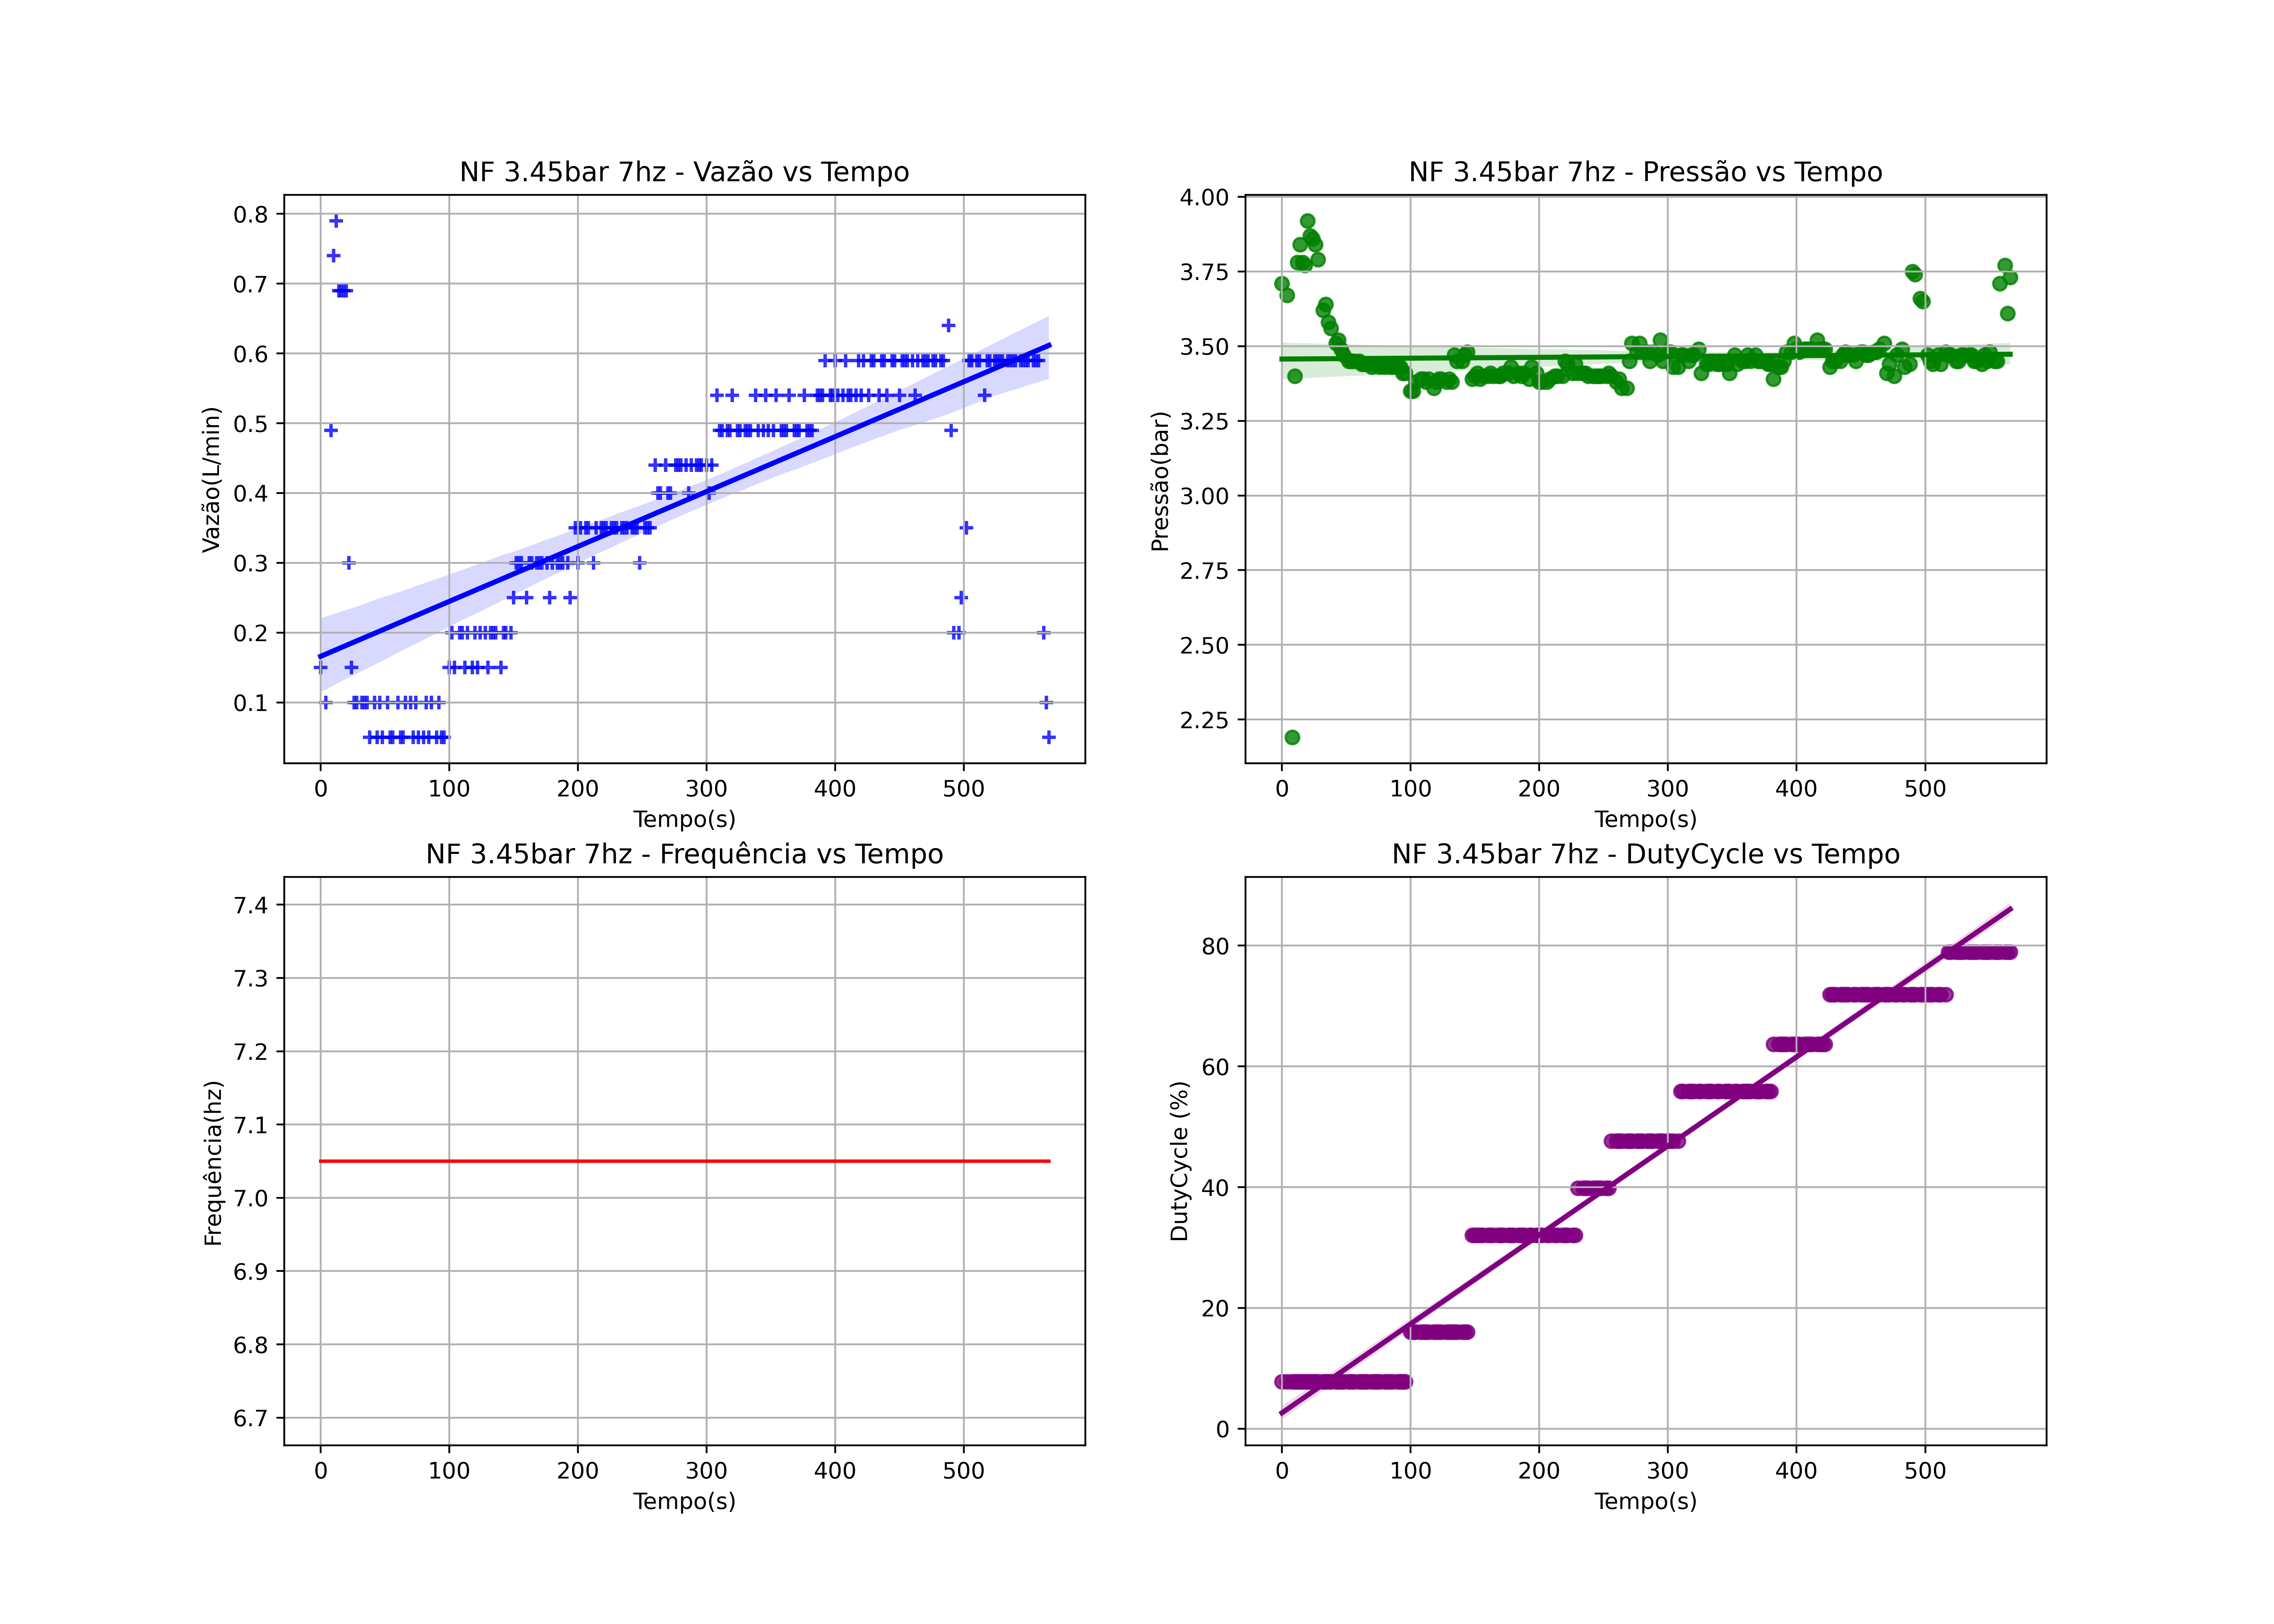 NF 3.45bar 7hz - Vazão vs Tempo
0.8
0.7
0.6
0.5
0.4
0.3
0.2
0.1
Vazão(L/min)
0 100 200 300 400 500
Tempo(s)
NF 3.45bar 7hz - Pressão vs Tempo
4.00
3.75
3.50
3.25
3.00
2.75
2.50
2.25
Pressão(bar)
0 100 200 300 400 500
Tempo(s)
NF 3.45bar 7hz - Frequência vs Tempo
7.4
7.3
7.2
7.1
7.0
6.9
6.8
6.7
Frequência(hz)
0 100 200 300 400 500
Tempo(s)
NF 3.45bar 7hz - DutyCycle vs Tempo
80
60
40
20
0
DutyCycle (%)
0 100 200 300 400 500
Tempo(s)